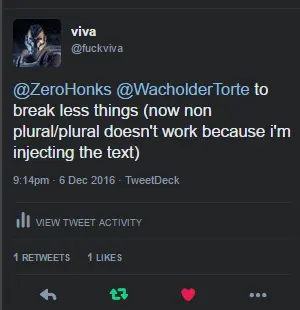 viva
@fuckviva
@ZeroHonks @WacholderTorte to
break less things (now non
plural/plural doesn't work because i'm
injecting the text)
9:14pm · 6 Dec 2016 · TweetDeck
VIEW TWEET ACTIVITY
1 RETWEETS 1 LIKES